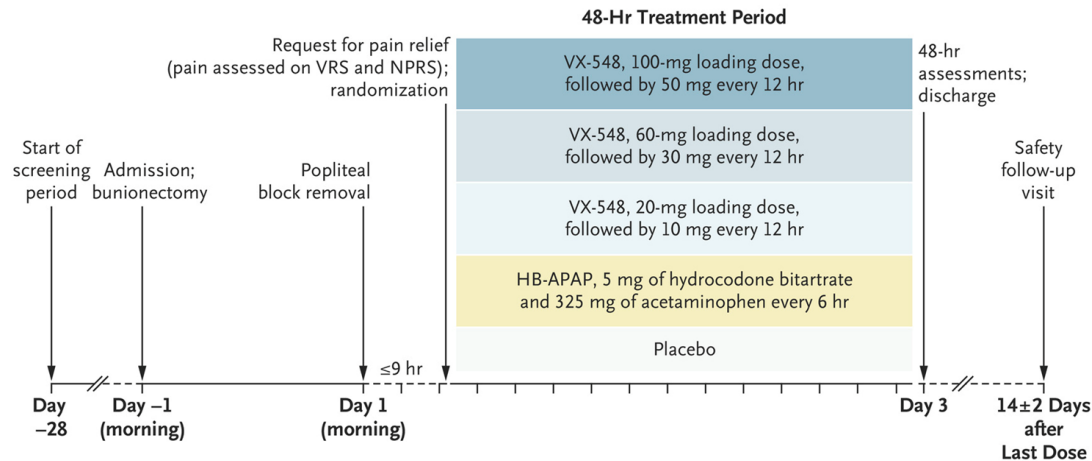 48-Hr Treatment Period
Request for pain relief
(pain assessed on VRS and NPRS);
randomization
VX-548, 100-mg loading dose,
followed by 50 mg every 12 hr
48-hr
assessments;
discharge
VX-548, 60-mg loading dose,
followed by 30 mg every 12 hr
Start of
screening
period
Admission;
bunionectomy
Popliteal
block removal
Safety
follow-up
visit
VX-548, 20-mg loading dose,
followed by 10 mg every 12 hr
HB-APAP, 5 mg of hydrocodone bitartrate
and 325 mg of acetaminophen every 6 hr
Placebo
≤9 hr
Day
–28
Day –1
(morning)
Day 1
(morning)
Day 3
14±2 Days
after
Last Dose